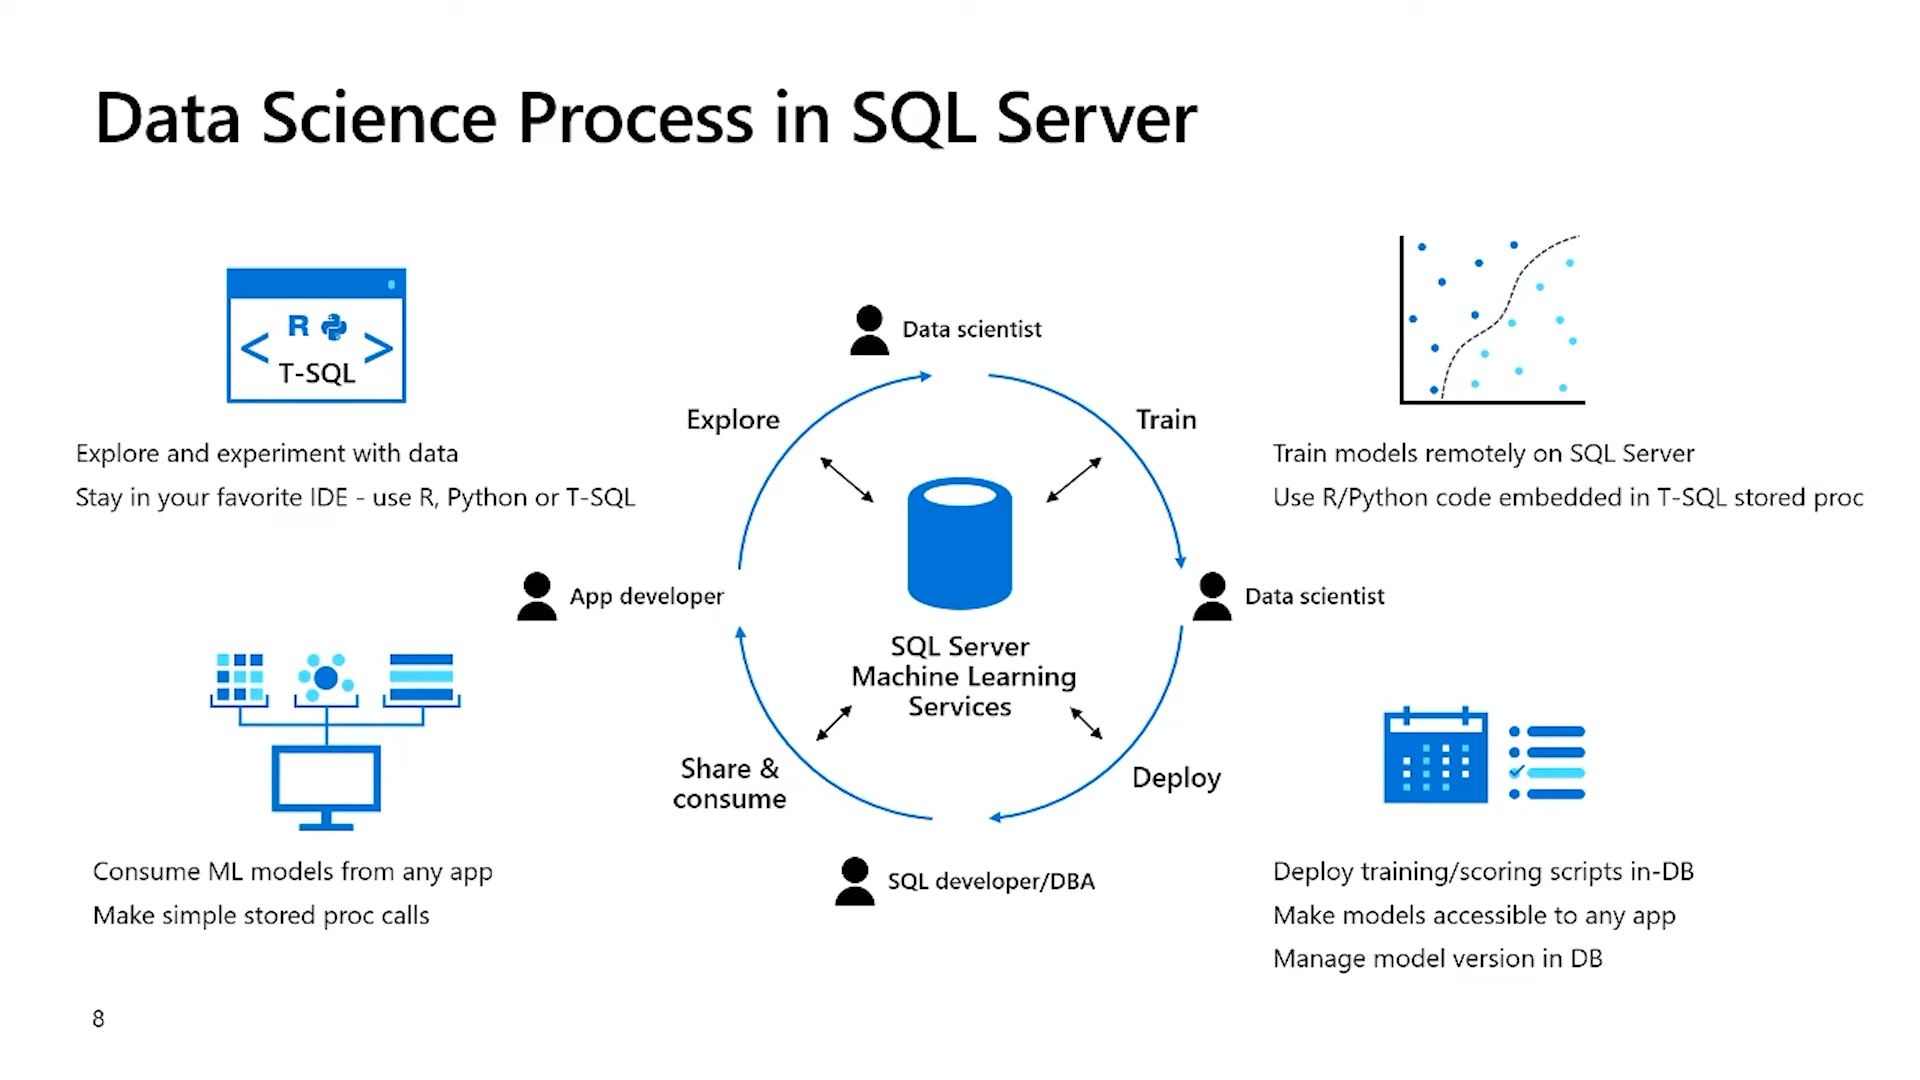 Data Science Process in SQL Server
R
< >
T-SQL
Explore and experiment with data
Stay in your favorite IDE - use R, Python or T-SQL
Data scientist
Explore
Train
Train models remotely on SQL Server
Use R/Python code embedded in T-SQL stored proc
App developer
Data scientist
SQL Server
Machine Learning
Services
Share &
consume
Deploy
SQL developer/DBA
Consume ML models from any app
Make simple stored proc calls
Deploy training/scoring scripts in-DB
Make models accessible to any app
Manage model version in DB
8